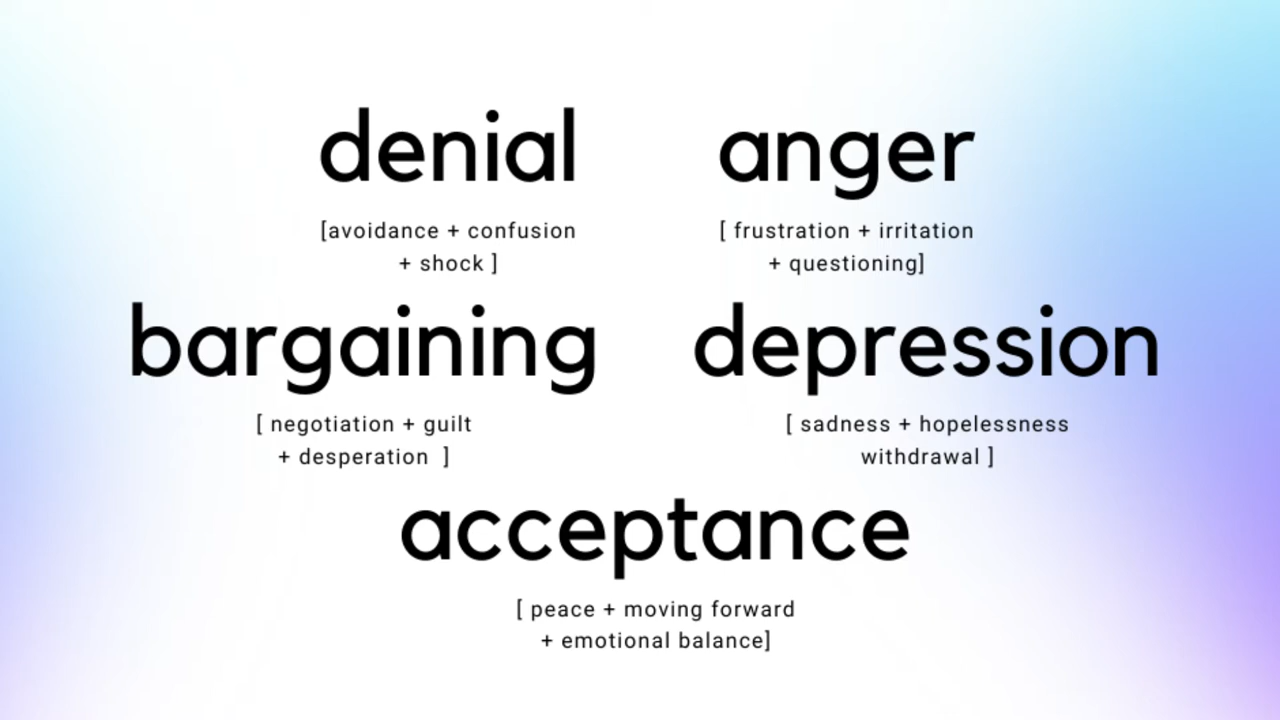 denial
[avoidance + confusion
+ shock ]
anger
[ frustration + irritation
+ questioning]
bargaining
[ negotiation + guilt
+ desperation  ]
depression
[ sadness + hopelessness
withdrawal ]
acceptance
[ peace + moving forward
+ emotional balance]